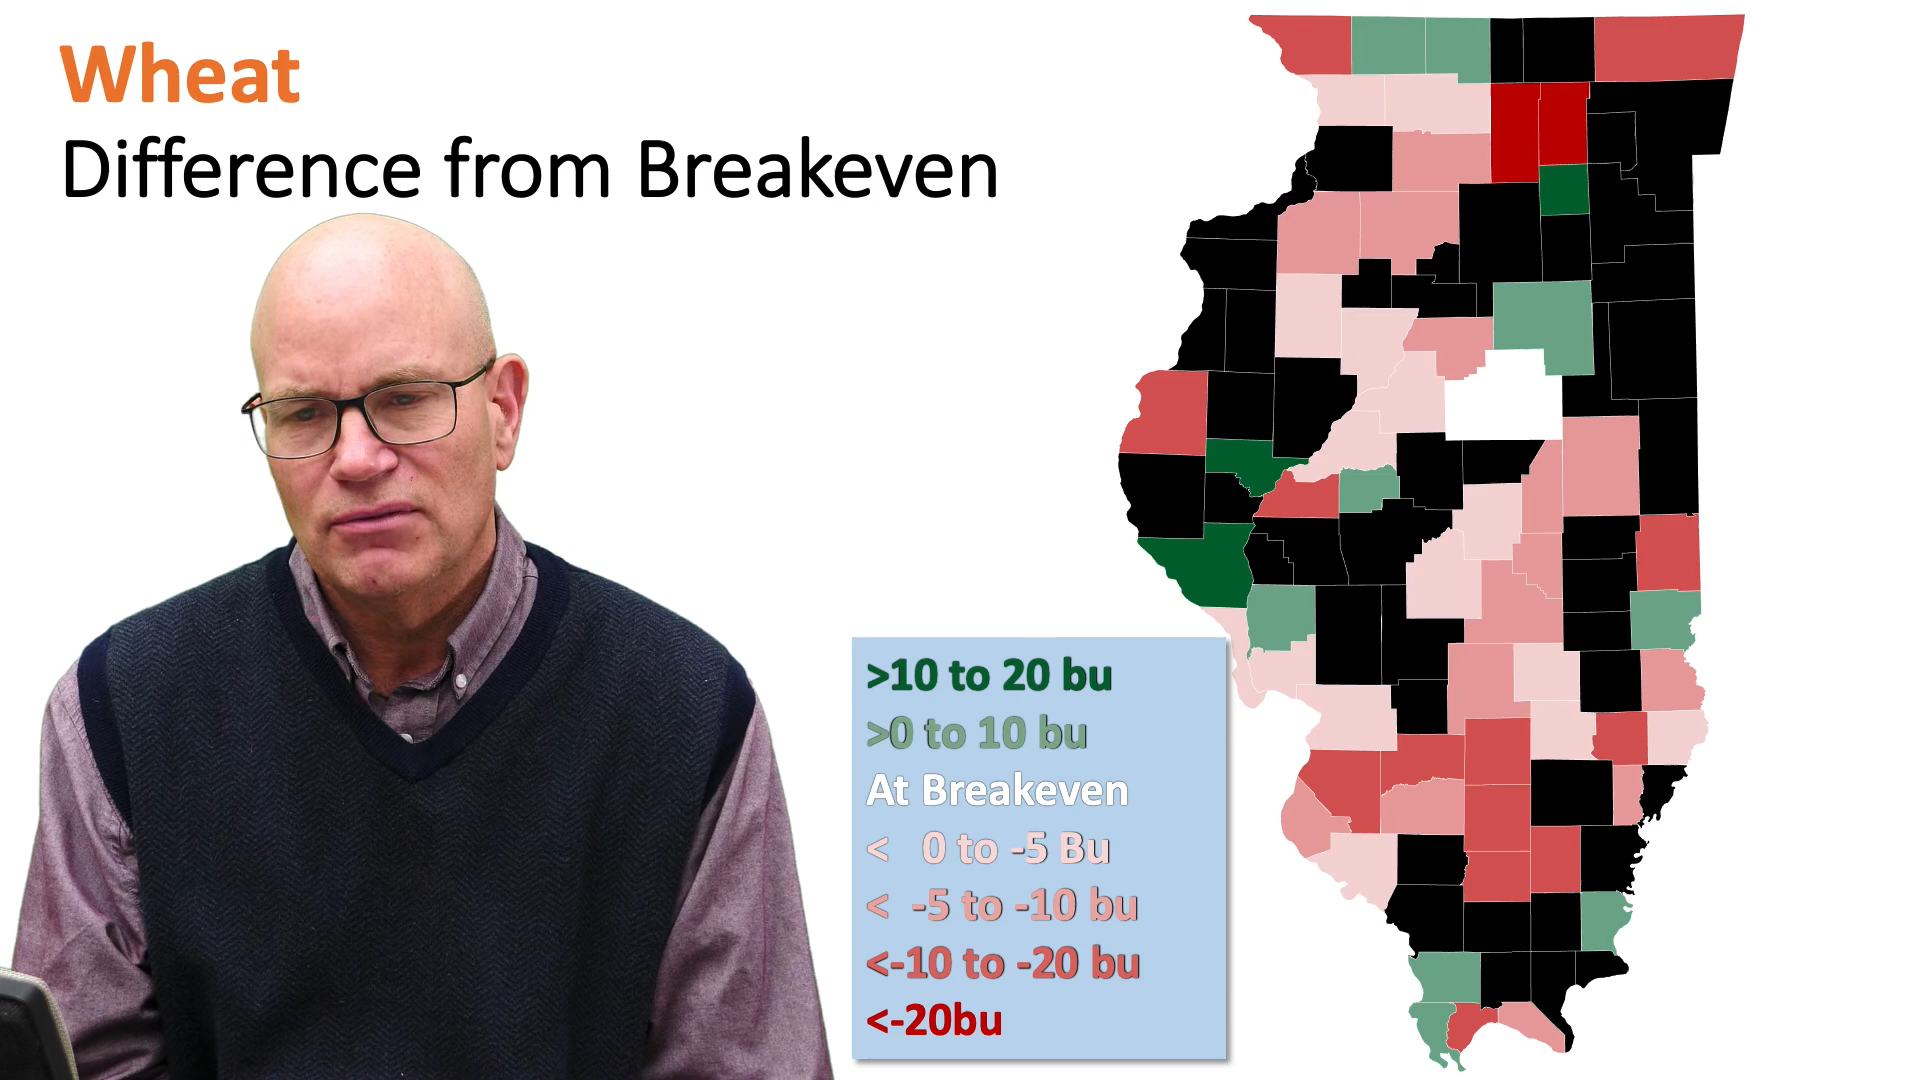 Wheat
Difference from Breakeven
>10 to 20 bu
>0 to 10 bu
At Breakeven
< 0 to -5 Bu
< -5 to -10 bu
<-10 to -20 bu
<-20bu